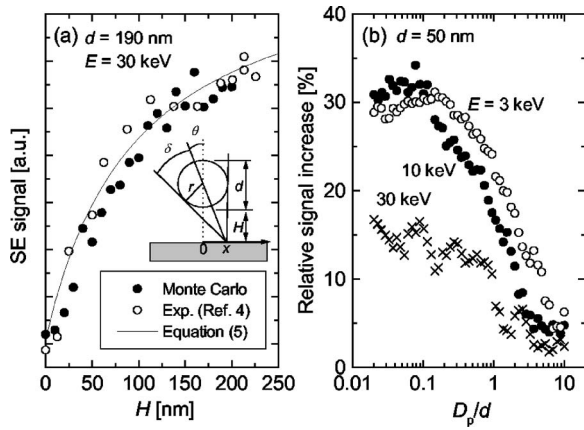 (a) d = 190 nm
E = 30 keV
SE signal [a.u.]
δ
θ
r
d
H
0
x
Monte Carlo
Exp. (Ref. 4)
Equation (5)
0 50 100 150 200 250
H [nm]
(b) d = 50 nm
Relative signal increase [%]
40
30
20
10
0
E = 3 keV
10 keV
30 keV
0.01 0.1 1 10
Dp/d